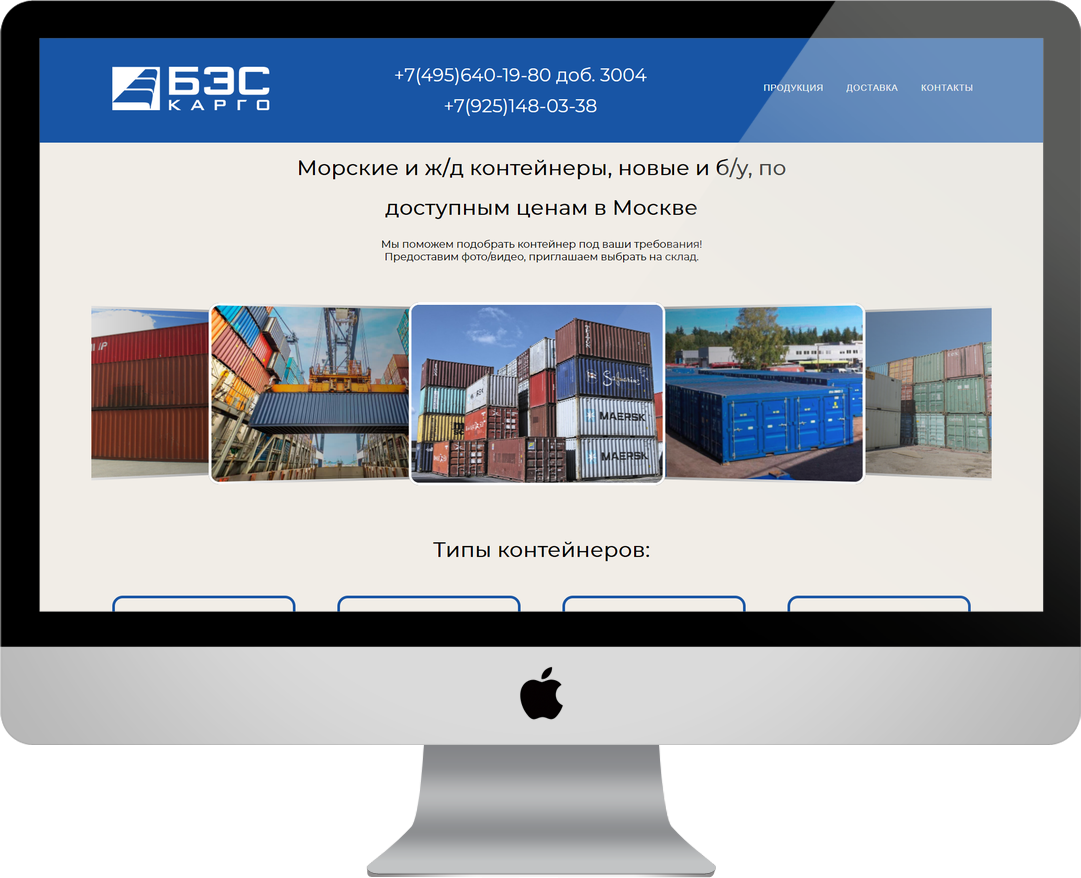 БЭС
КАРГО
+7(495)640-19-80 доб. 3004
+7(925)148-03-38
ПРОДУКЦИЯ ДОСТАВКА КОНТАКТЫ
Морские и ж/д контейнеры, новые и б/у, по
доступным ценам в Москве
Мы поможем подобрать контейнер под ваши требования!
Предоставим фото/видео, приглашаем выбрать на склад.
MAERSK
MAERSK
Типы контейнеров: